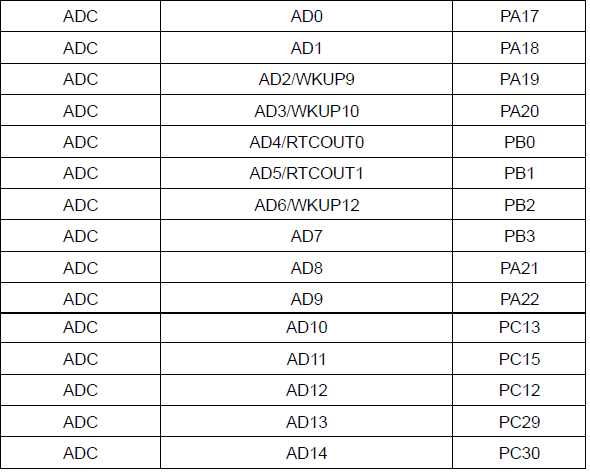 ADC AD0 PA17
ADC AD1 PA18
ADC AD2/WKUP9 PA19
ADC AD3/WKUP10 PA20
ADC AD4/RTCOUT0 PB0
ADC AD5/RTCOUT1 PB1
ADC AD6/WKUP12 PB2
ADC AD7 PB3
ADC AD8 PA21
ADC AD9 PA22
ADC AD10 PC13
ADC AD11 PC15
ADC AD12 PC12
ADC AD13 PC29
ADC AD14 PC30